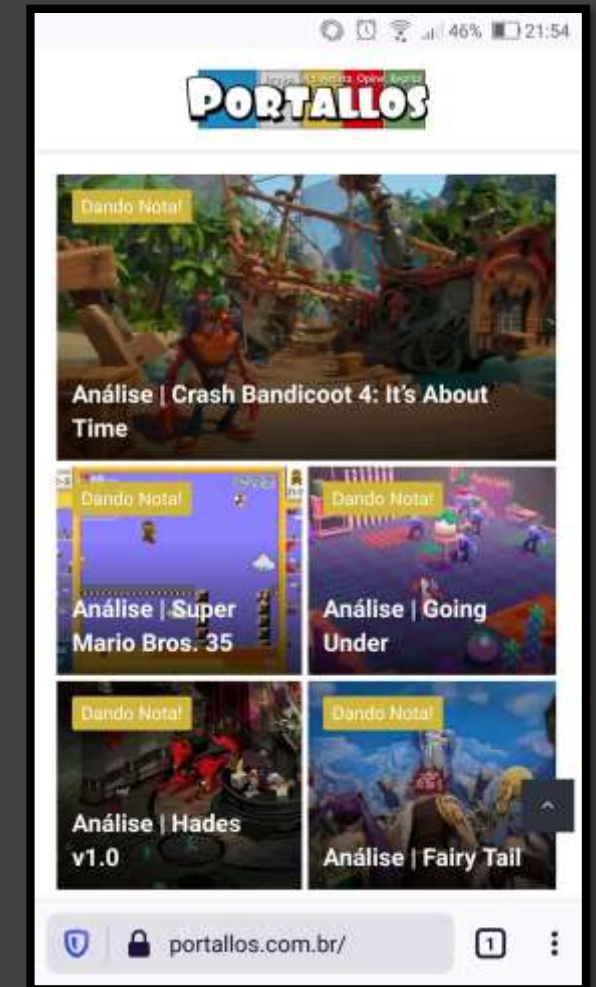 46% 21:54
PORTALLOS
Dando Nota!
Análise | Crash Bandicoot 4: It's About
Time
Dando Nota!
Análise | Super
Mario Bros. 35
Dando Nota!
Análise | Going
Under
Dando Nota!
Análise | Hades
v1.0
Dando Nota!
Análise | Fairy Tail
portallos.com.br/
1